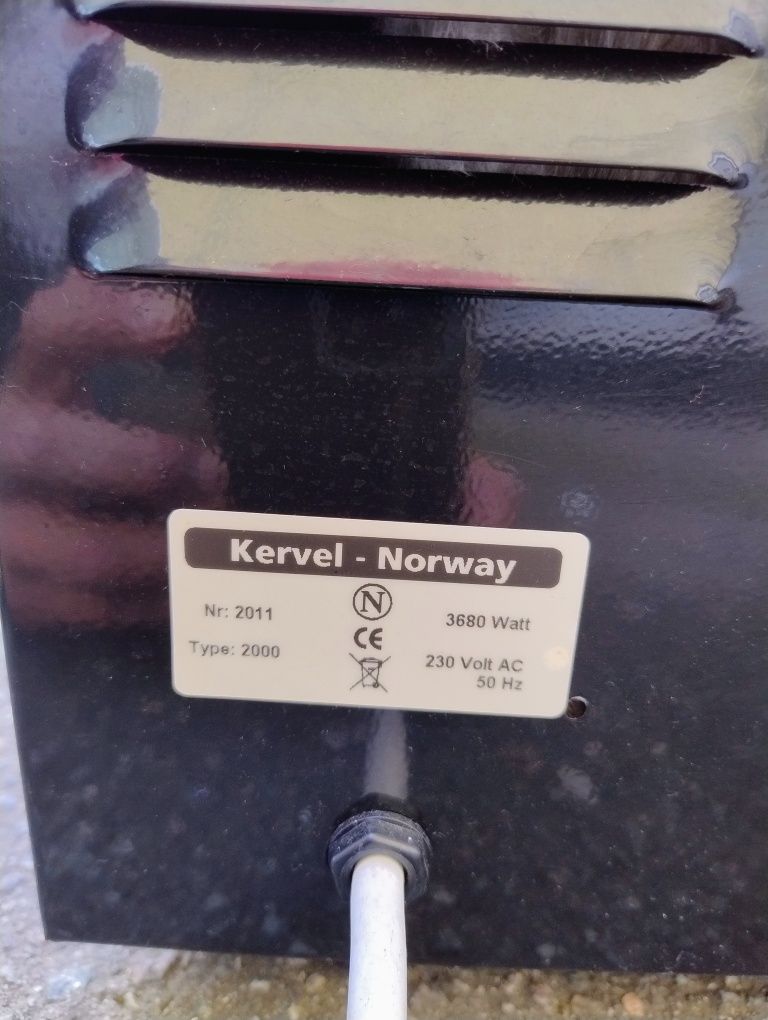 Kervel - Norway
Nr: 2011
Type: 2000
N
CE
3680 Watt
230 Volt AC
50 Hz